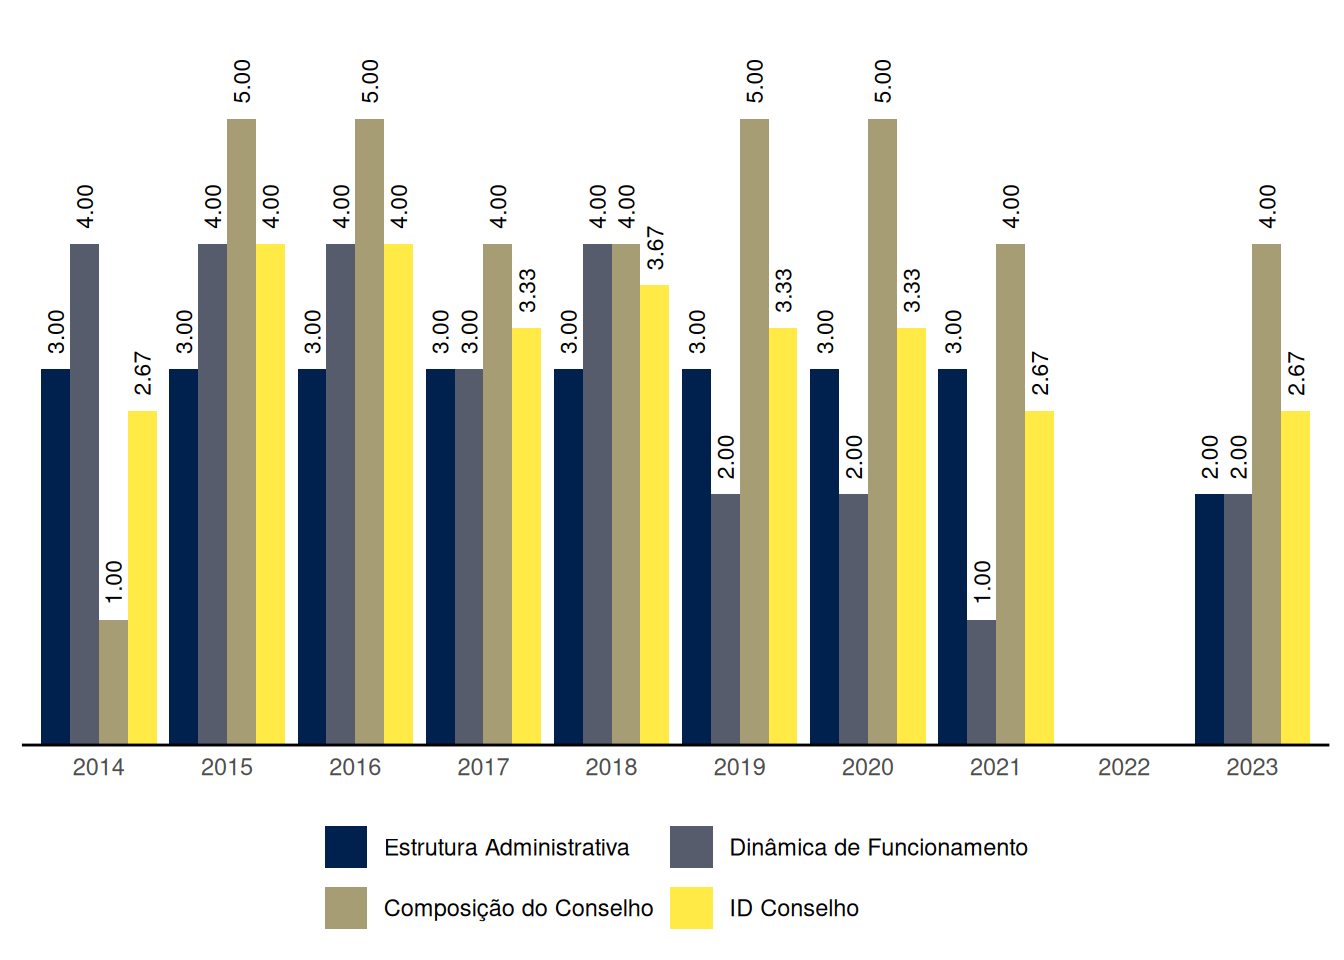 3.00 4.00 1.00 2.67 3.00 4.00 5.00 4.00 3.00 4.00 5.00 4.00 3.00 3.00 4.00 3.33 3.00 4.00 4.00 3.67 3.00 2.00 5.00 3.33 3.00 2.00 5.00 3.33 3.00 1.00 4.00 2.67 2.00 2.00 4.00 2.67
2014 2015 2016 2017 2018 2019 2020 2021 2022 2023
Estrutura Administrativa Dinâmica de Funcionamento
Composição do Conselho ID Conselho